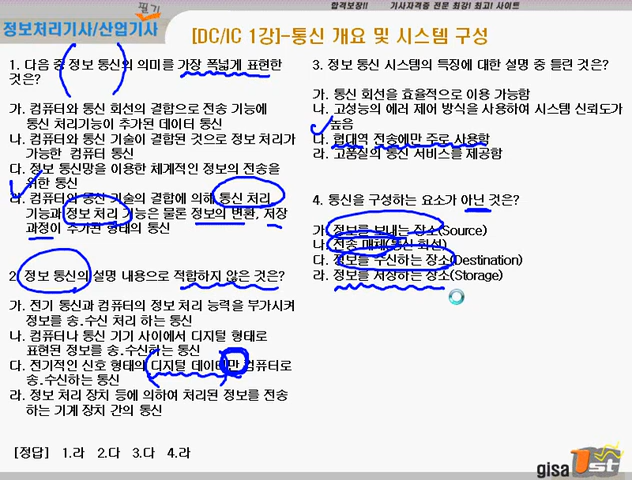 합격보장!! 기사자격증 전문 최강! 최고! 사이트
필기
정보처리기사/산업기사
[DC/IC 1강]-통신 개요 및 시스템 구성
1. 다음 중 정보 통신의 의미를 가장 폭넓게 표현한
것은?
가. 컴퓨터와 통신 회선의 결합으로 전송 기능에
통신 처리기능이 추가된 데이터 통신
나. 컴퓨터와 통신 기술이 결합된 것으로 정보 처리가
가능한 컴퓨터 통신
다. 정보 통신망을 이용한 체계적인 정보의 전송을
위한 통신
라. 컴퓨터와 통신 기술의 결합에 의해 통신 처리
기능과 정보 처리 기능은 물론 정보의 변환, 저장
과정이 추가된 형태의 통신
2. 정보 통신의 설명 내용으로 적합하지 않은 것은?
가. 전기 통신과 컴퓨터의 정보 처리 능력을 부가시켜
정보를 송.수신 처리 하는 통신
나. 컴퓨터나 통신 기기 사이에서 디지털 형태로
표현된 정보를 송.수신하는 통신
다. 전기적인 신호 형태의 디지털 데이터만 컴퓨터로
송.수신하는 통신
라. 정보 처리 장치 등에 의하여 처리된 정보를 전송
하는 기계 장치 간의 통신
3. 정보 통신 시스템의 특징에 대한 설명 중 틀린 것은?
가. 통신 회선을 효율적으로 이용 가능함
나. 고성능의 에러 제어 방식을 사용하여 시스템 신뢰도가
높음
다. 협대역 전송에만 주로 사용함
라. 고품질의 통신 서비스를 제공함
4. 통신을 구성하는 요소가 아닌 것은?
가. 정보를 보내는 장소(Source)
나. 전송 매체(통신 회선)
다. 정보를 수신하는 장소(Destination)
라. 정보를 저장하는 장소(Storage)
[정답] 1.라 2.다 3.다 4.라
gisa 1st